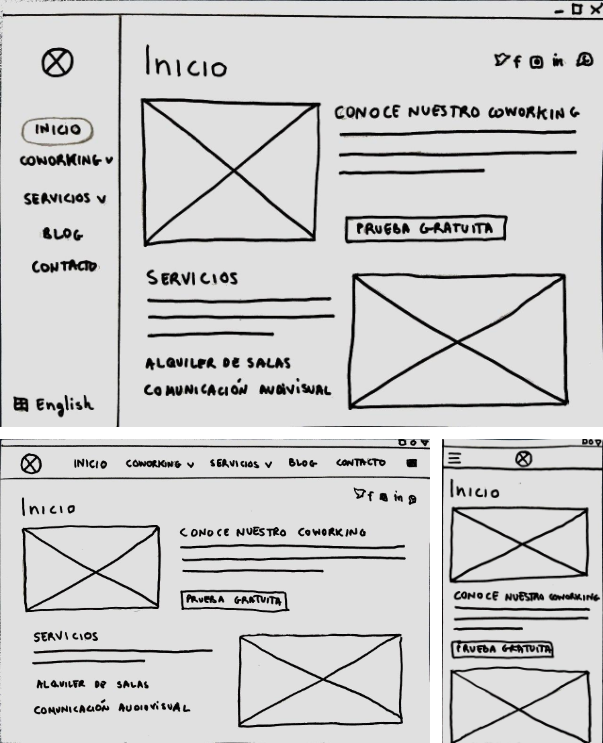 INICIO
COWORKING v
SERVICIOS v
BLOG
CONTACTO
English
INICIO
f in
CONOCE NUESTRO COWORKING
PRUEBA GRATUITA
SERVICIOS
ALQUILER DE SALAS
COMUNICACIÓN AUDIVISUAL
INICIO COWORKING v SERVICIOS v BLOG CONTACTO
INICIO
f in
CONOCE NUESTRO COWORKING
PRUEBA GRATUITA
SERVICIOS
ALQUILER DE SALAS
COMUNICACIÓN AUDIOVISUAL
INICIO
CONOCE NUESTRO COWORKING
PRUEBA GRATUITA